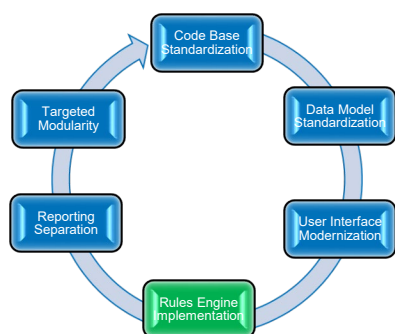 Code Base
Standardization
Data Model
Standardization
User Interface
Modernization
Rules Engine
Implementation
Reporting
Separation
Targeted
Modularity